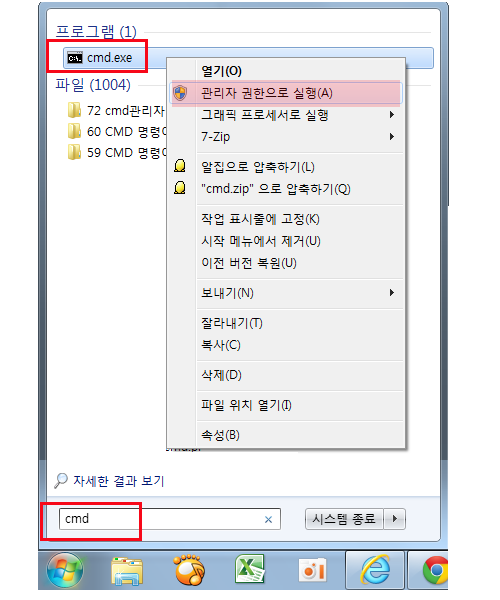 프로그램 (1)
cmd.exe
파일 (1004)
72 cmd관리자
60 CMD 명령
59 CMD 명령
열기(O)
관리자 권한으로 실행(A)
그래픽 프로세서로 실행
7-Zip
알집으로 압축하기(L)
"cmd.zip" 으로 압축하기(Q)
작업 표시줄에 고정(K)
시작 메뉴에서 제거(U)
이전 버전 복원(U)
보내기(N)
잘라내기(T)
복사(C)
삭제(D)
파일 위치 열기(I)
속성(B)
자세한 결과 보기
cmd
시스템 종료